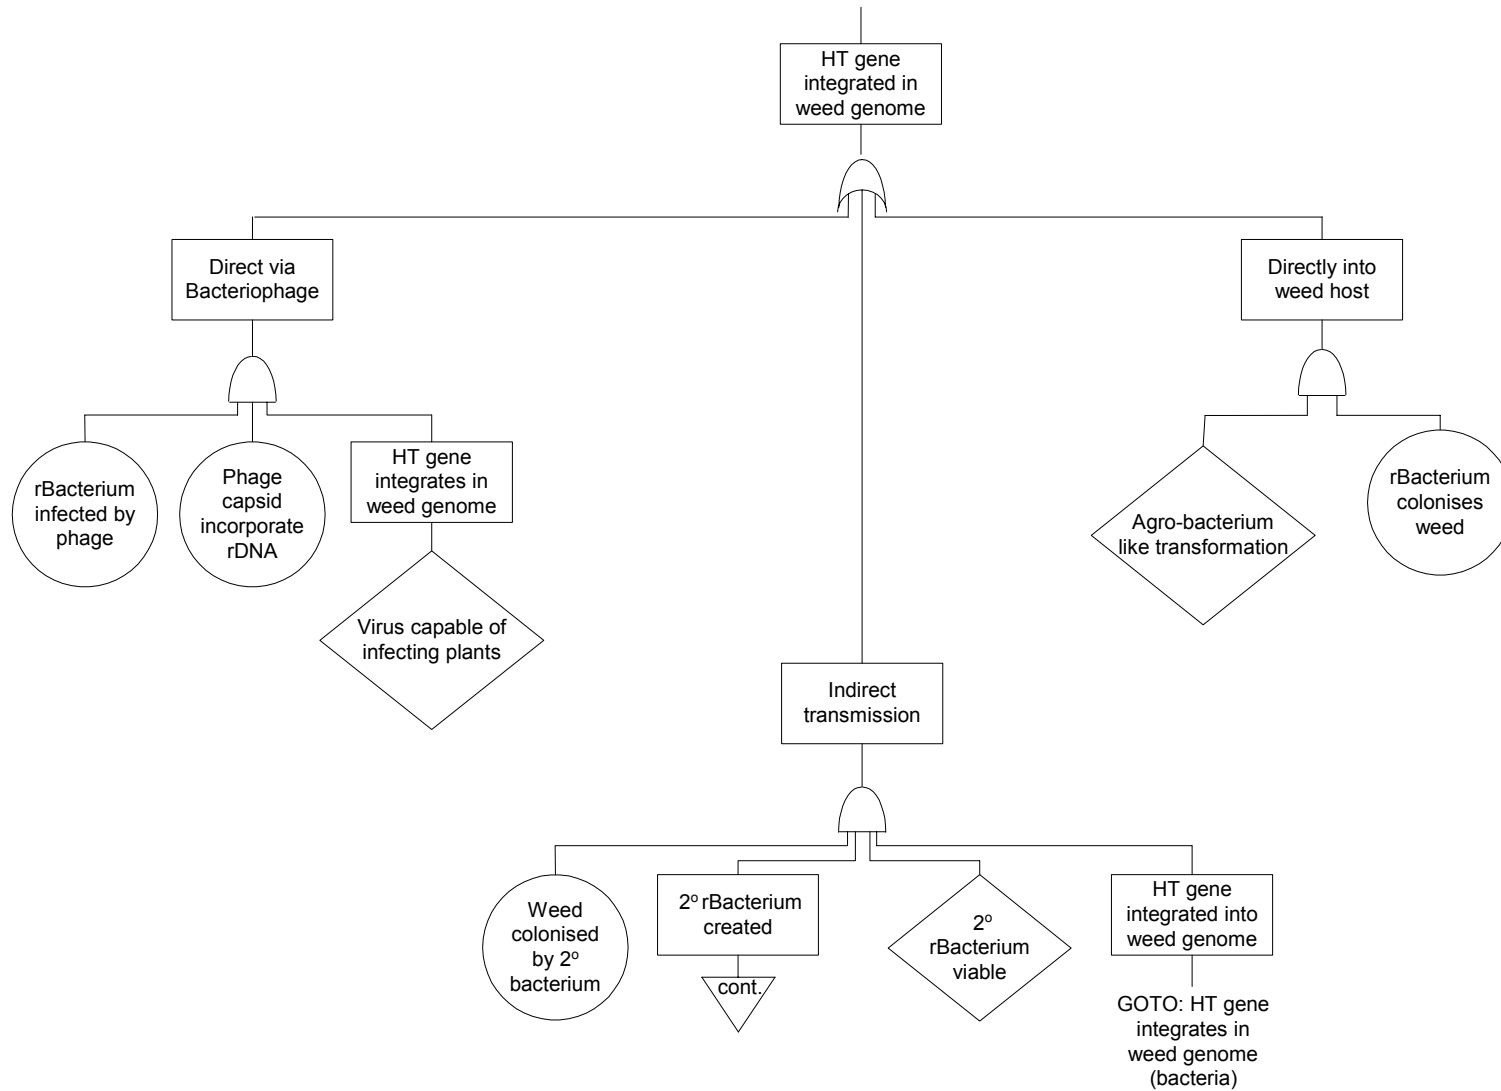 HT gene
integrated in
weed genome
Direct via
Bacteriophage
Directly into
weed host
rBacterium
infected by
phage
Phage
capsid
incorporate
rDNA
HT gene
integrates in
weed genome
Agro-bacterium
like transformation
rBacterium
colonises
weed
Virus capable of
infecting plants
Indirect
transmission
Weed
colonised
by 2º
bacterium
2º rBacterium
created
cont.
2º
rBacterium
viable
HT gene
integrated into
weed genome
GOTO: HT gene
integrates in
weed genome
(bacteria)